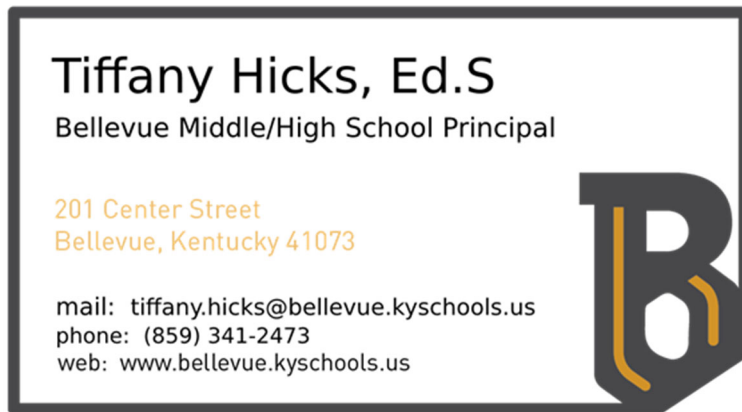 Tiffany Hicks, Ed.S
Bellevue Middle/High School Principal
201 Center Street
Bellevue, Kentucky 41073
mail: tiffany.hicks@bellevue.kyschools.us
phone: (859) 341-2473
web: www.bellevue.kyschools.us
B